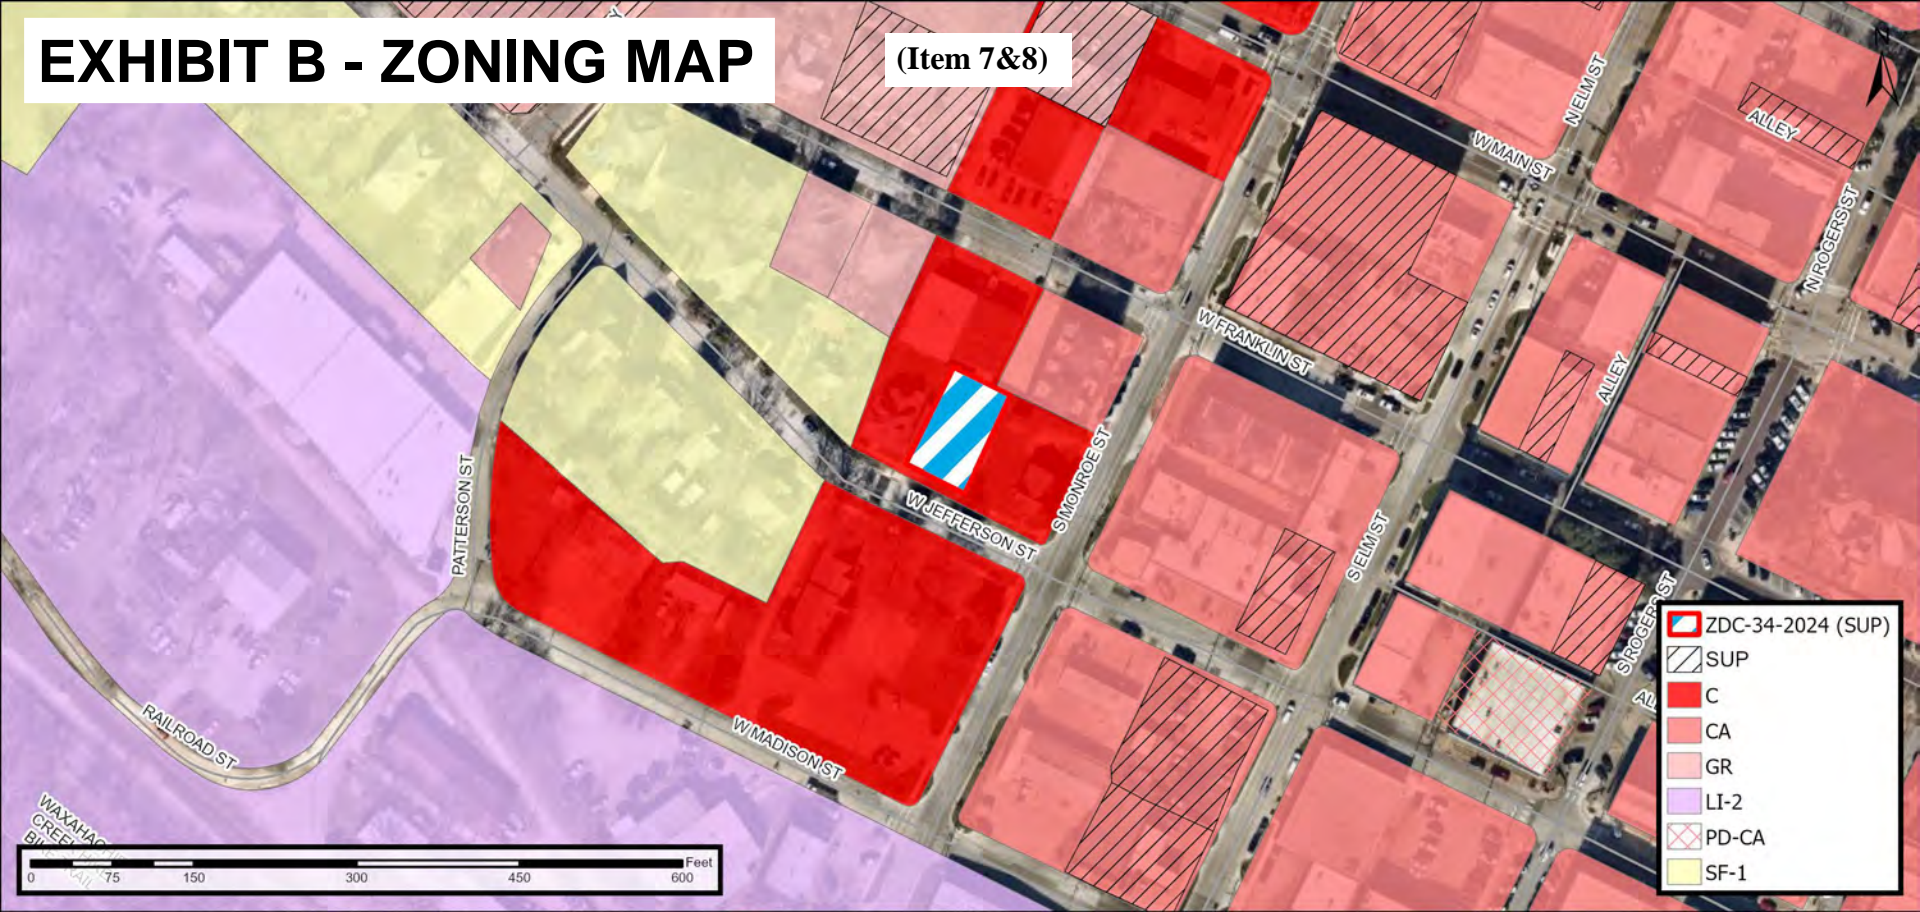 EXHIBIT B - ZONING MAP
(Item 7&8)
N
N ELM ST
ALLEY
W MAIN ST
N ROGERS ST
W FRANKLIN ST
ALLEY
S MONROE ST
PATTERSON ST
W JEFFERSON ST
S ELM ST
S ROGERS ST
RAILROAD ST
W MADISON ST
ZDC-34-2024 (SUP)
SUP
C
CA
GR
LI-2
PD-CA
SF-1
Feet
0 75 150 300 450 600